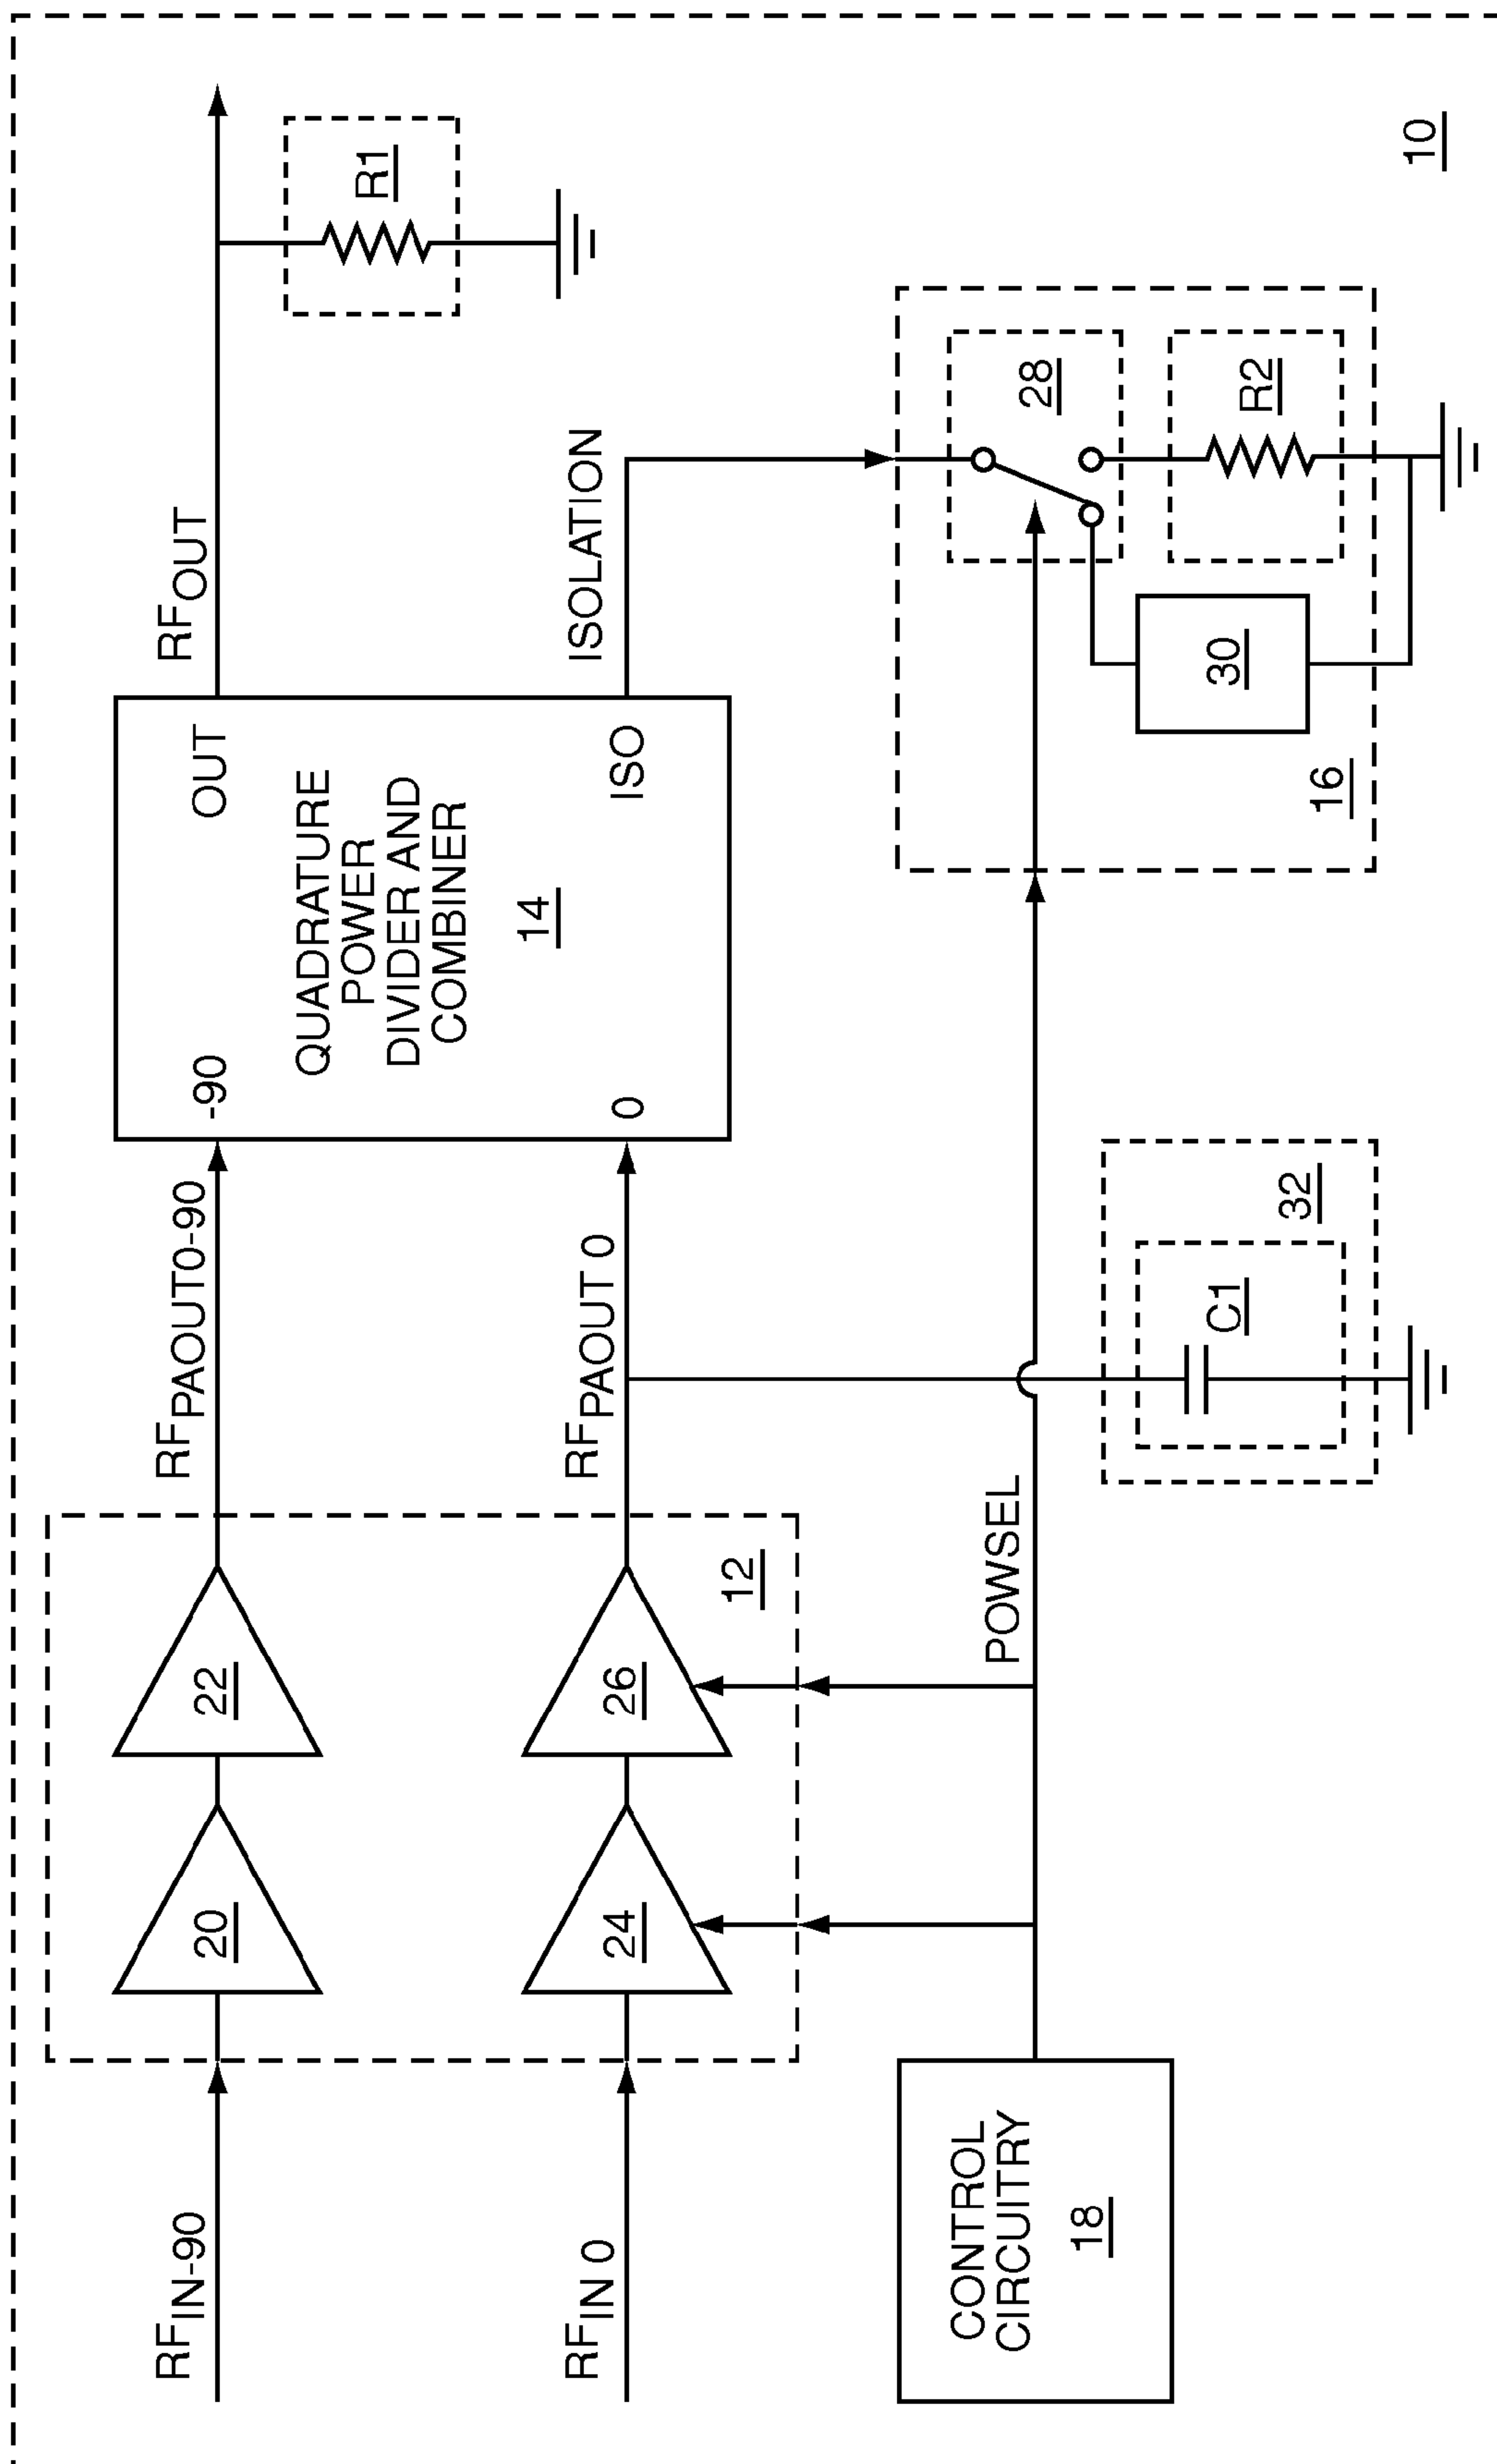 RFIN-90
20
22
RFPAOUT0-90
-90
OUT
RFOUT
R1
QUADRATURE
POWER
DIVIDER AND
COMBINER
14
RFIN 0
24
26
12
RFPAOUT 0
0
ISO
ISOLATION
CONTROL
CIRCUITRY
18
POWSEL
C1
32
28
R2
30
16
10